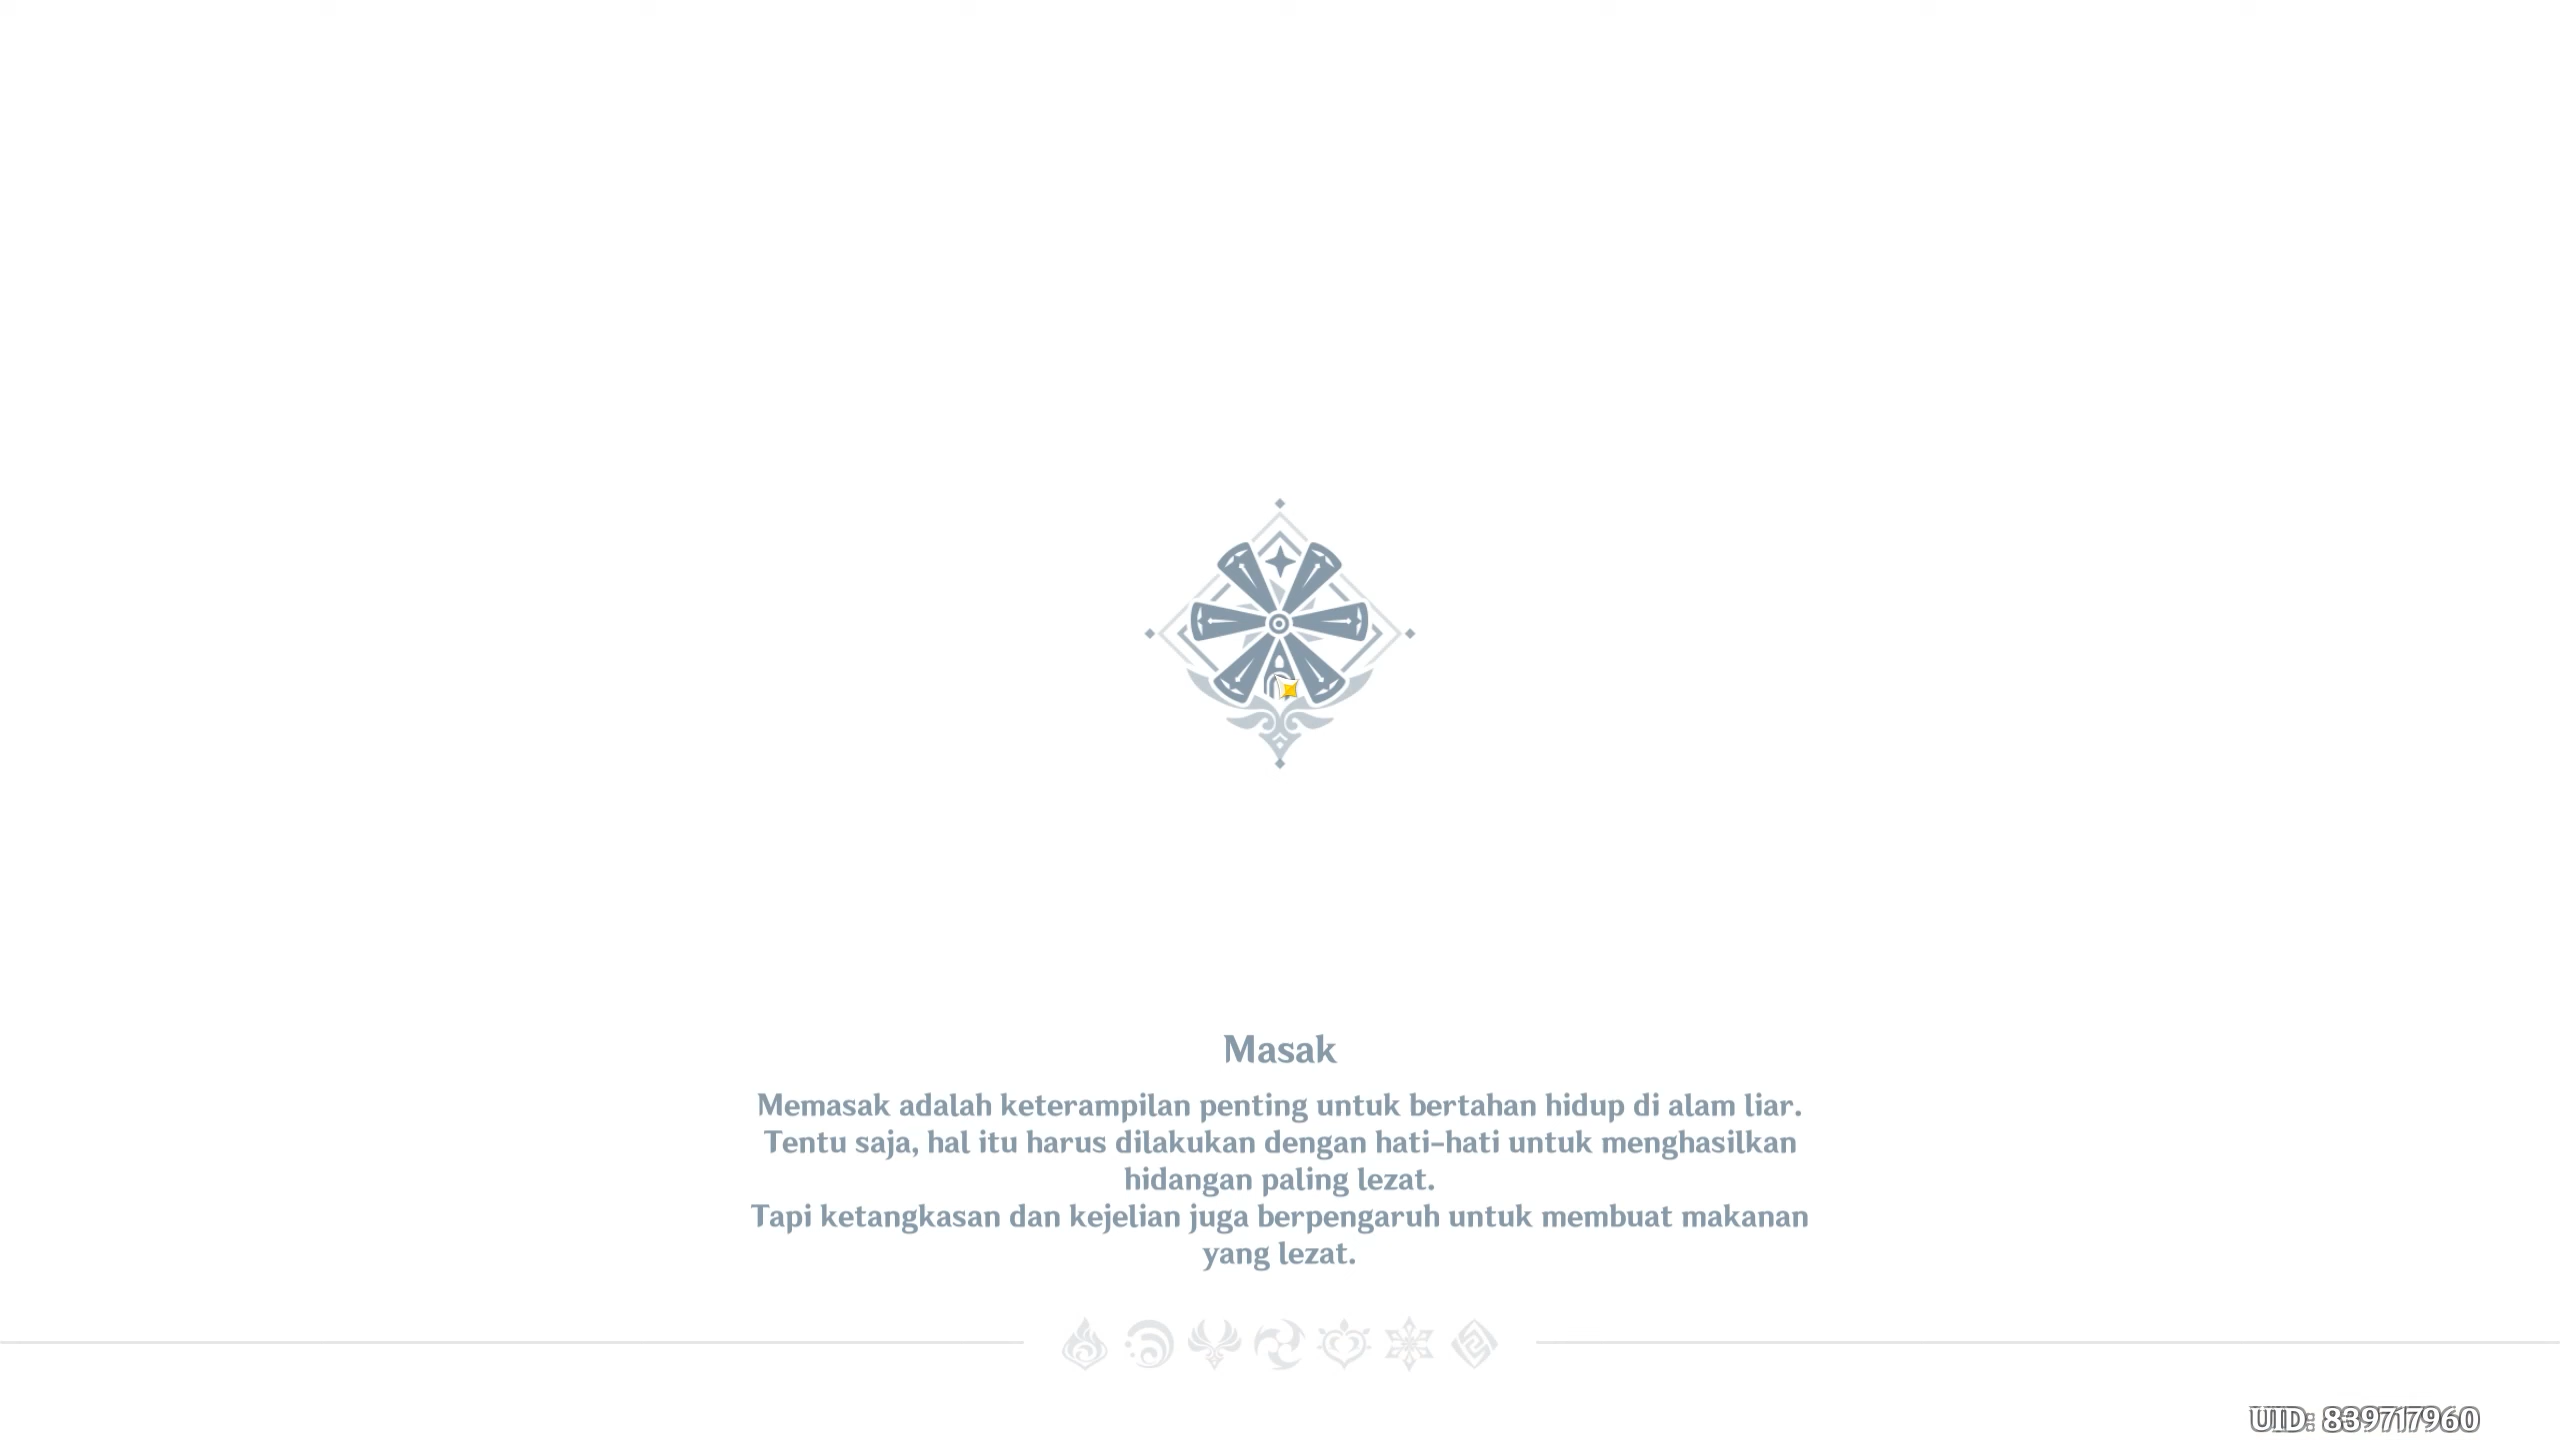 Masak
Memasak adalah keterampilan penting untuk bertahan hidup di alam liar.
Tentu saja, hal itu harus dilakukan dengan hati-hati untuk menghasilkan
hidangan paling lezat.
Tapi ketangkasan dan kejelian juga berpengaruh untuk membuat makanan
yang lezat.
UID: 839717960